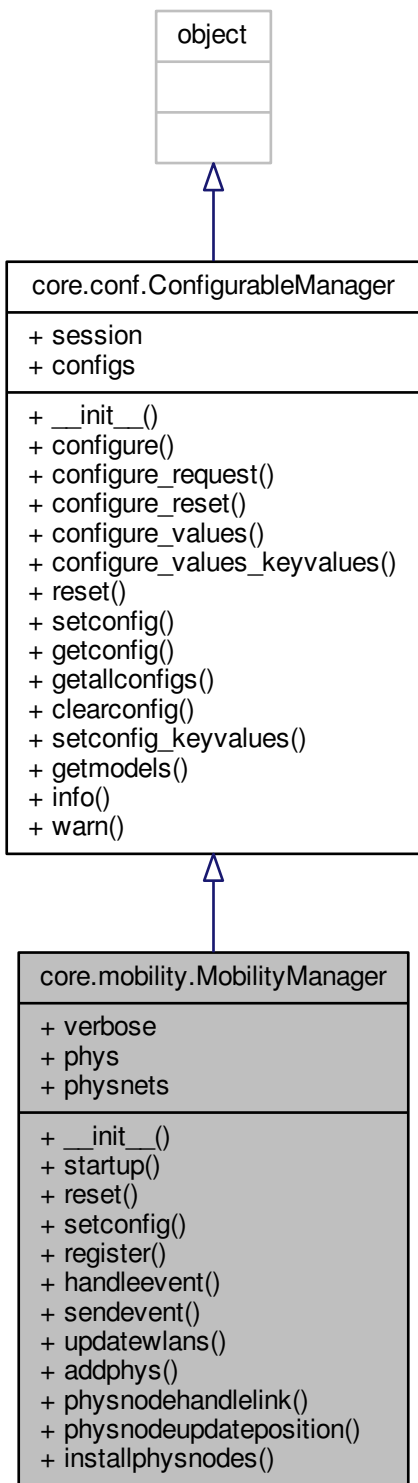 object
core.conf.ConfigurableManager
+ session
+ configs
+ __init__()
+ configure()
+ configure_request()
+ configure_reset()
+ configure_values()
+ configure_values_keyvalues()
+ reset()
+ setconfig()
+ getconfig()
+ getallconfigs()
+ clearconfig()
+ setconfig_keyvalues()
+ getmodels()
+ info()
+ warn()
core.mobility.MobilityManager
+ verbose
+ phys
+ physnets
+ __init__()
+ startup()
+ reset()
+ setconfig()
+ register()
+ handleevent()
+ sendevent()
+ updatewlans()
+ addphys()
+ physnodehandlelink()
+ physnodeupdateposition()
+ installphysnodes()